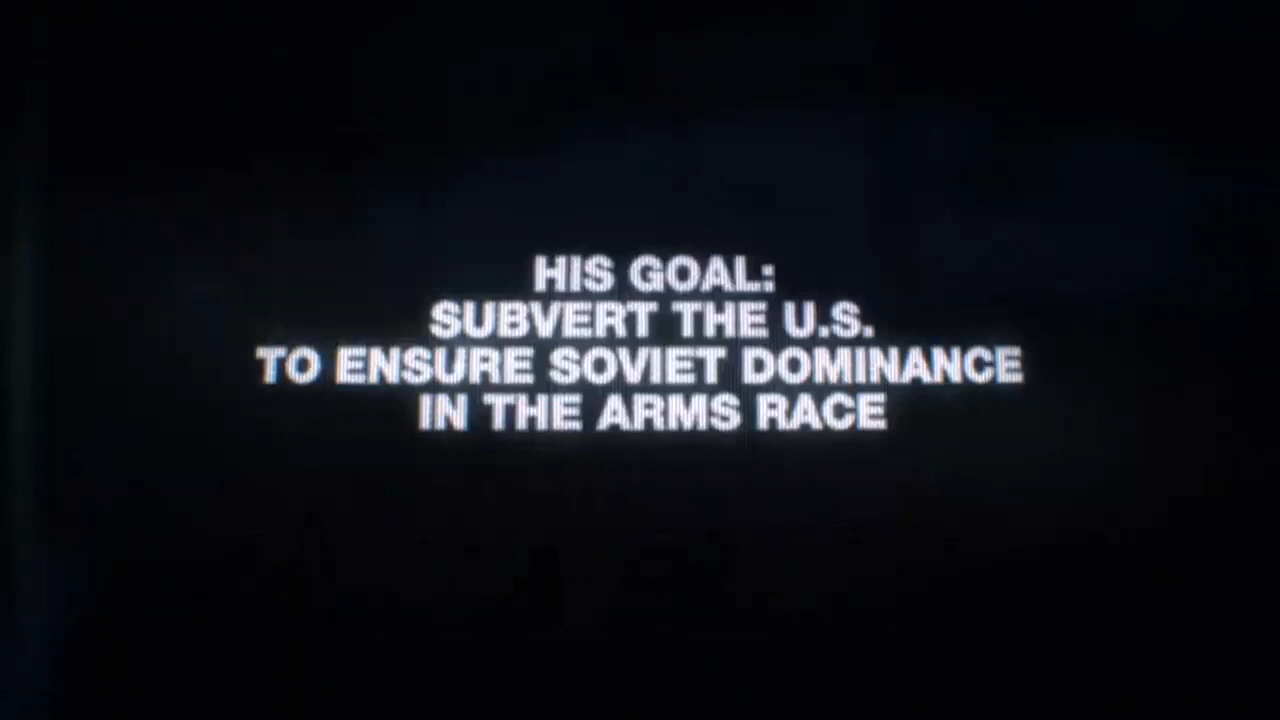 HIS GOAL:
SUBVERT THE U.S.
TO ENSURE SOVIET DOMINANCE
IN THE ARMS RACE